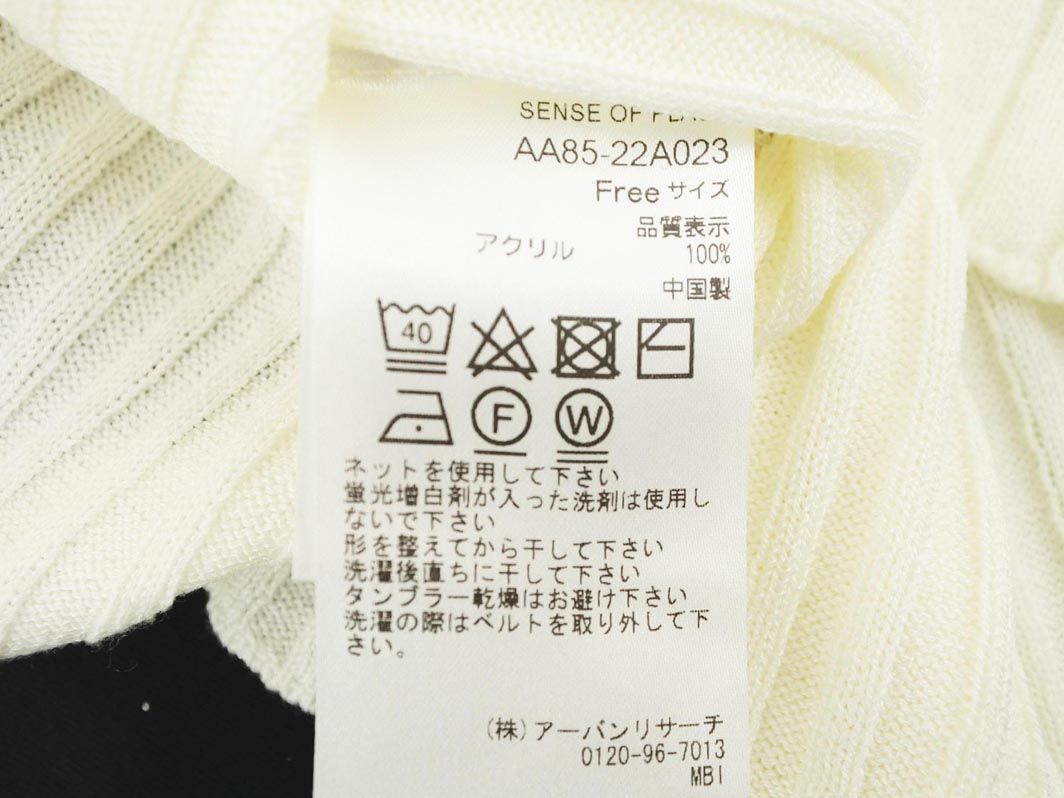 SENSE OF
AA85-22A023
Freeサイズ
品質表示
アクリル 100%
中国製
40
F W
ネットを使用して下さい
蛍光増白剤が入った洗剤は使用し
ないで下さい
形を整えてから干して下さい
洗濯後直ちに干して下さい
タンブラー乾燥はお避け下さい
洗濯の際はベルトを取り外して下
さい。
(株)アーバンリサーチ
0120-96-7013
MBI